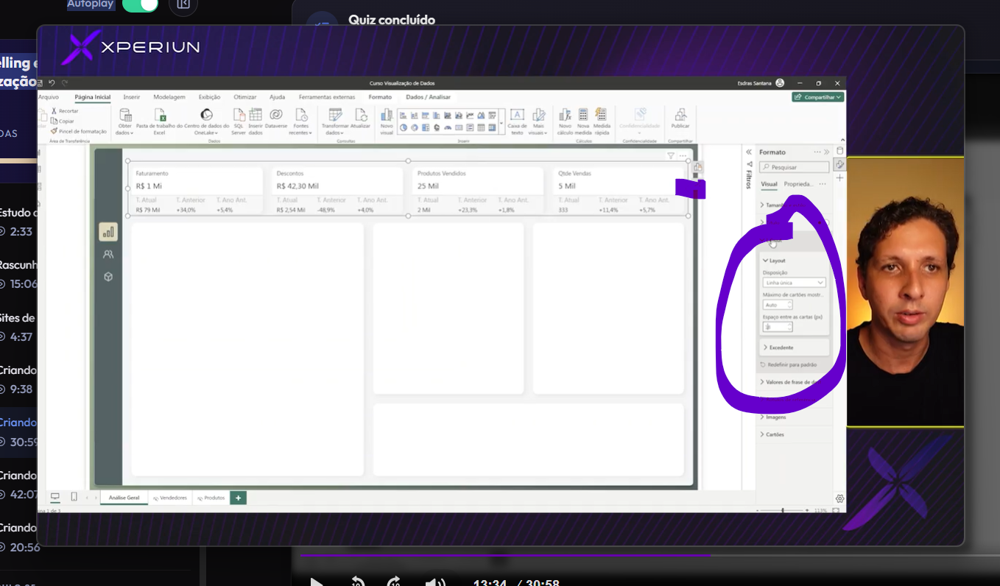 Autoplay
Quiz concluído
XPERIUN
Curso Visualização de Dados
Esdras Santana
Arquivo
Página Inicial
Inserir
Modelagem
Exibição
Otimizar
Ajuda
Ferramentas externas
Formato
Dados / Analisar
Compartilhar
Recortar
Copiar
Pincel de formatação
Área de Transferência
Obter dados
Pasta de trabalho do Excel
Centro de dados do OneLake
SQL Server
Inserir dados
Dataverse
Fontes recentes
Dados
Transformar dados
Atualizar
Consultas
Novo visual
Caixa de texto
Mais visuais
Inserir
Novo cálculo
Nova medida
Medida rápida
Cálculos
Confidencialidade
Confidencialidade
Publicar
Compartilhar
Faturamento
R$ 1 Mi
T. Atual T. Anterior T. Ano Ant.
R$ 79 Mil +34,0% +5,4%
Descontos
R$ 42,30 Mil
T. Atual T. Anterior T. Ano Ant.
R$ 2,54 Mil -48,9% +4,0%
Produtos Vendidos
25 Mil
T. Atual T. Anterior T. Ano Ant.
2 Mil +23,3% +1,8%
Qtde Vendas
5 Mil
T. Atual T. Anterior T. Ano Ant.
333 +11,4% +5,7%
Filtros
Formato
Pesquisar
Visual
Proprieda...
Layout
Disposição
Linha única
Máximo de cartões mostr...
Auto
Espaço entre as cartas (px)
Excedente
Redefinir para padrão
Valores de frase de
Imagens
Cartões
Análise Geral
Vendedores
Produtos
113%
elling e
zação
DAS
Estudo d
2:33
Rascunh
15:06
Sites de
4:37
Criando
9:38
Criando
30:59
Criando
42:07
Criando
20:56
10
10
13:34 / 30:58